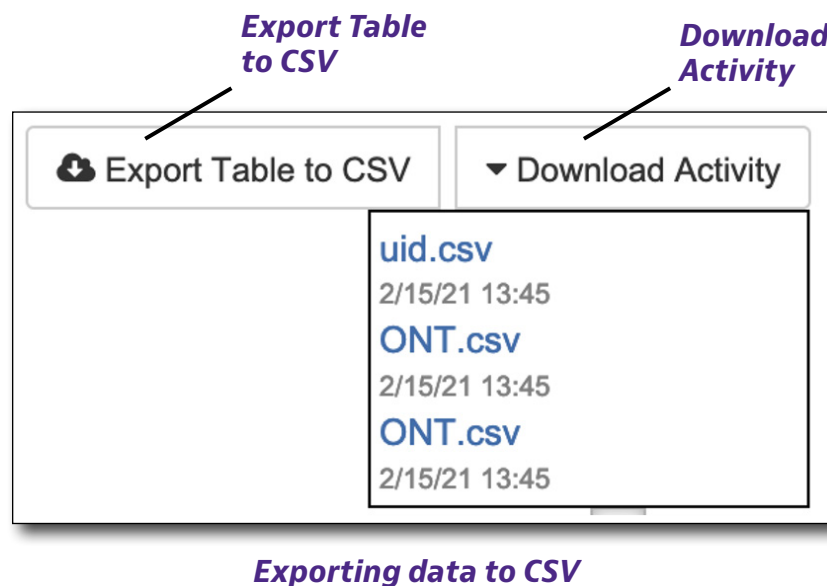 Export Table
to CSV
Download
Activity
Export Table to CSV
Download Activity
uid.csv
2/15/21 13:45
ONT.csv
2/15/21 13:45
ONT.csv
2/15/21 13:45
Exporting data to CSV